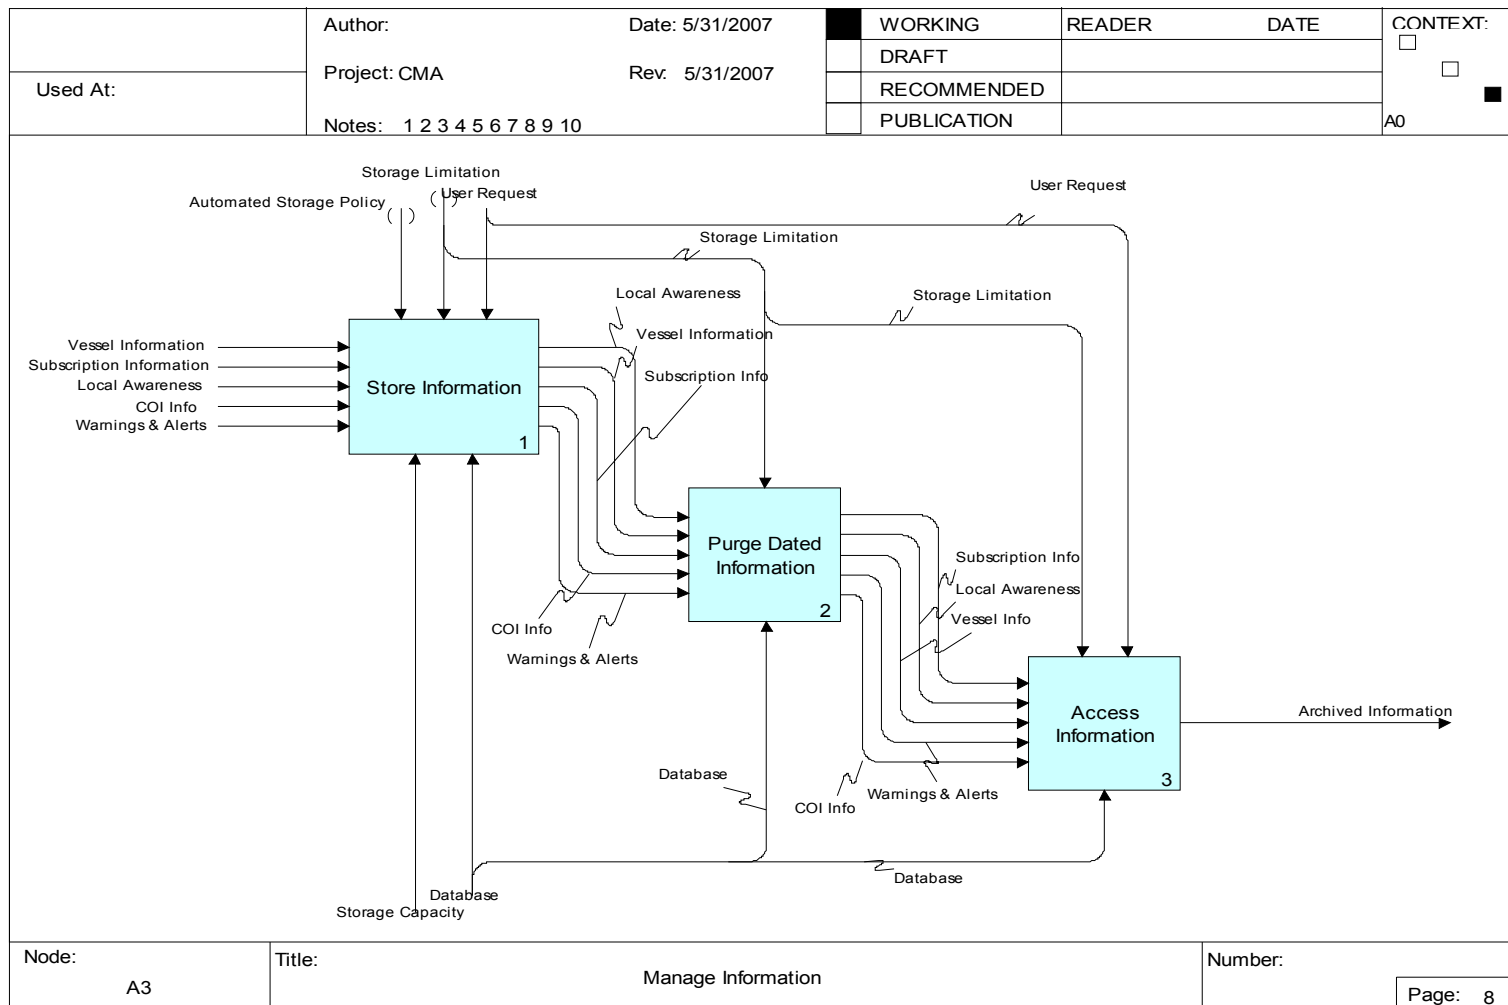 Used At:
Author:
Date: 5/31/2007
Project: CMA
Rev: 5/31/2007
Notes: 1 2 3 4 5 6 7 8 9 10
WORKING
DRAFT
RECOMMENDED
PUBLICATION
READER
DATE
CONTEXT:
A0
Storage Limitation
User Request
Automated Storage Policy
( )
( )
User Request
Storage Limitation
Local Awareness
Storage Limitation
Vessel Information
Subscription Info
Vessel Information
Subscription Information
Local Awareness
COI Info
Warnings & Alerts
Store Information
1
Purge Dated
Information
2
COI Info
Warnings & Alerts
Subscription Info
Local Awareness
Vessel Info
Access
Information
3
Archived Information
Database
COI Info
Warnings & Alerts
Database
Database
Storage Capacity
Node:
A3
Title:
Manage Information
Number:
Page: 8